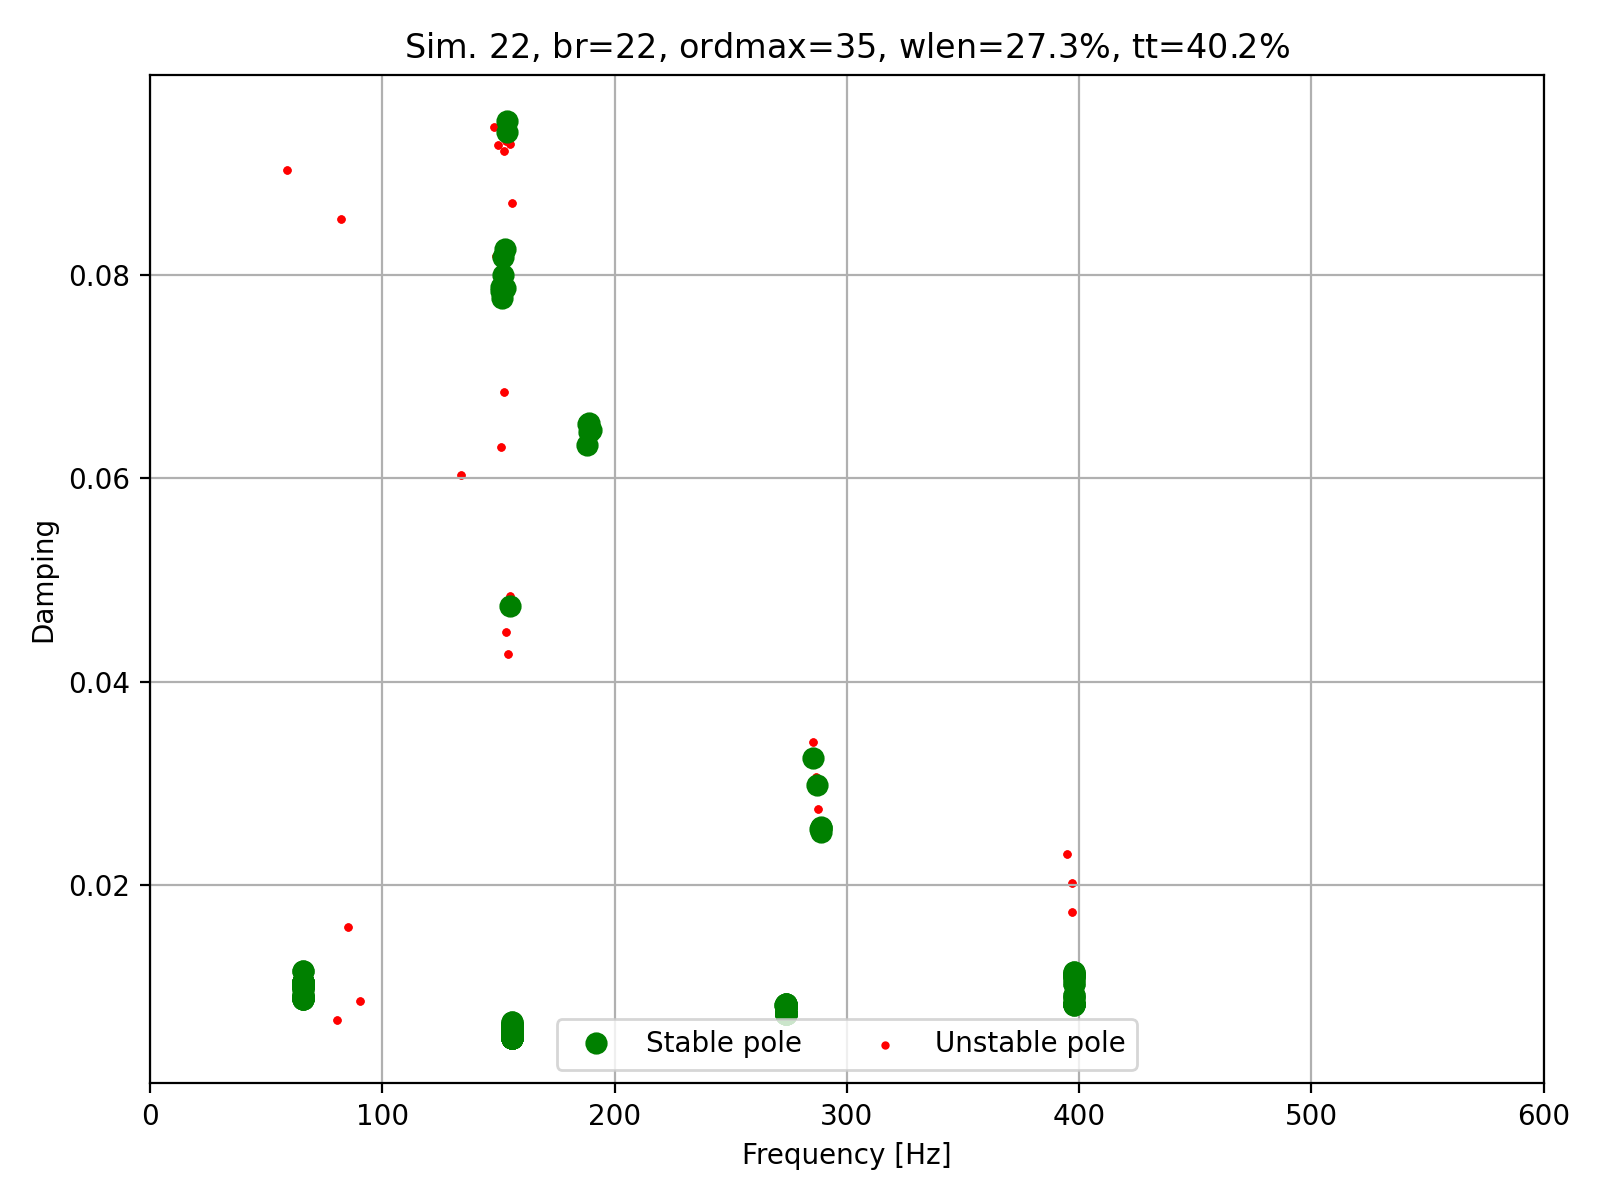 Sim. 22, br=22, ordmax=35, wlen=27.3%, tt=40.2%
0.08
0.06
0.04
0.02
Damping
Stable pole
Unstable pole
0
100
200
300
400
500
600
Frequency [Hz]